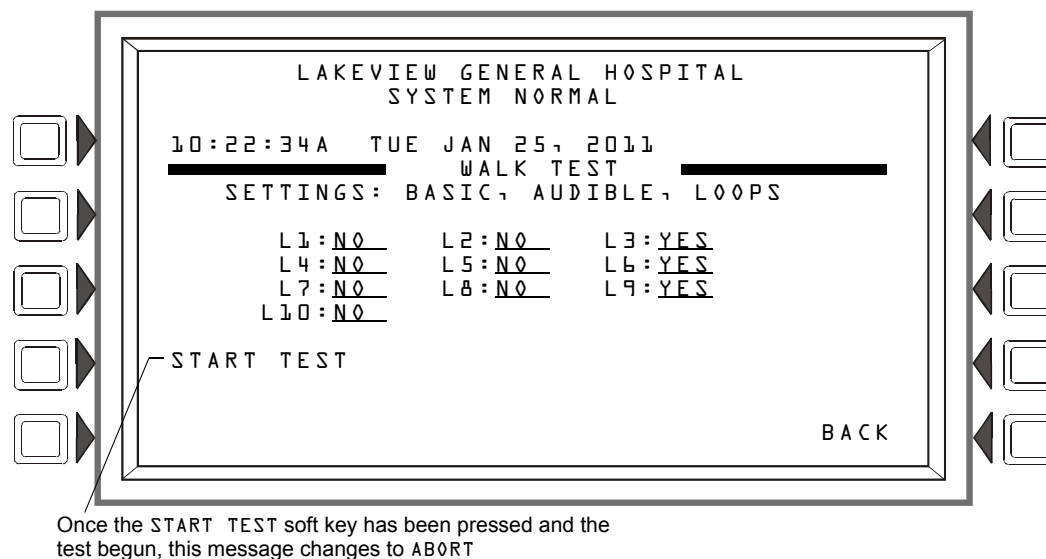 LAKEVIEW GENERAL HOSPITAL
SYSTEM NORMAL
10:22:34A TUE JAN 25, 2011
WALK TEST
SETTINGS: BASIC, AUDIBLE, LOOPS
L1:NO L2:NO L3:YES
L4:NO L5:NO L6:YES
L7:NO L8:NO L9:YES
L10:NO
START TEST
BACK
Once the START TEST soft key has been pressed and the
test begun, this message changes to ABORT